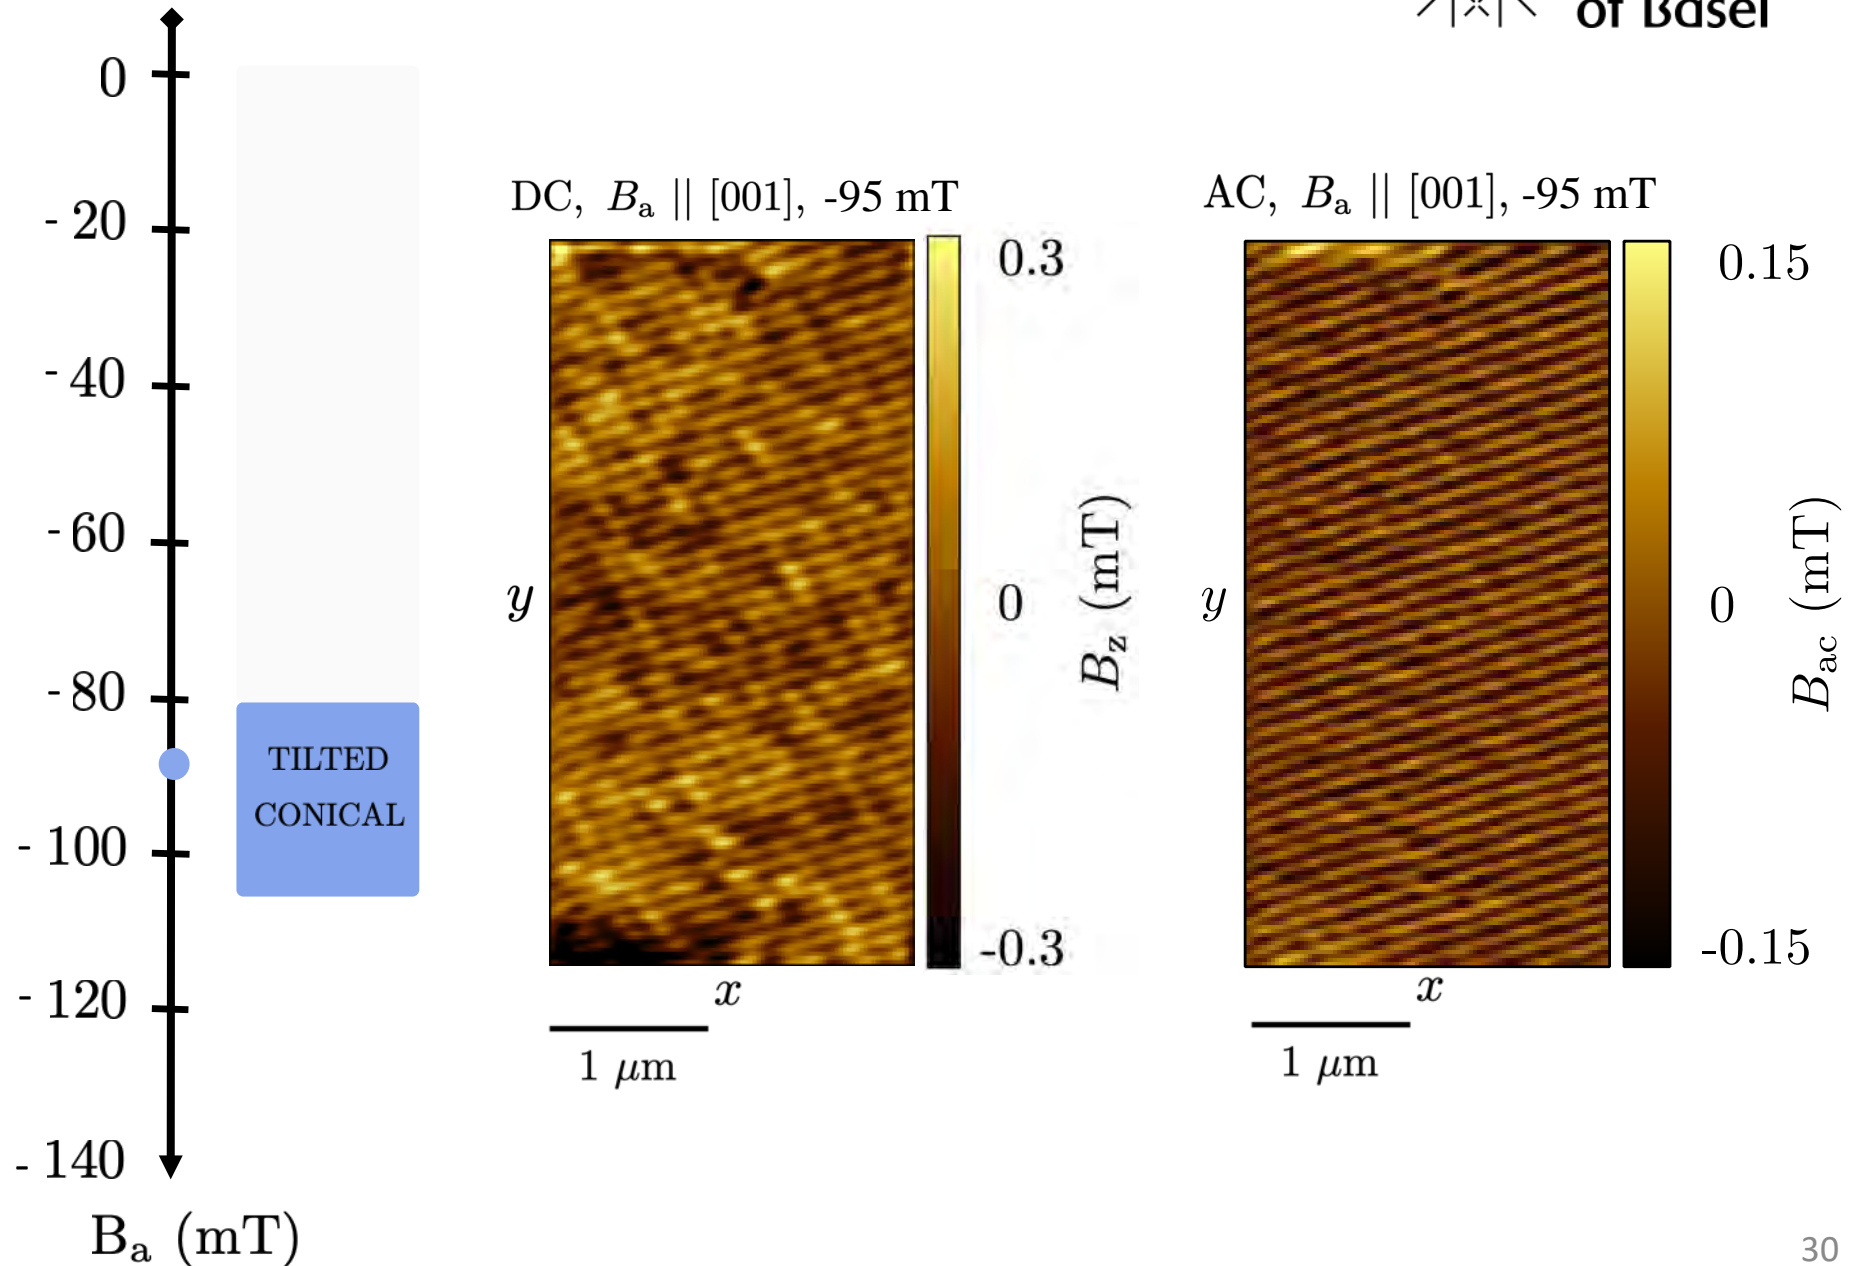 of Basel
0
- 20
- 40
- 60
- 80
- 100
- 120
- 140
Ba (mT)
TILTED
CONICAL
DC, Ba || [001], -95 mT
0.3
0
-0.3
Bz (mT)
y
x
1 μm
AC, Ba || [001], -95 mT
0.15
0
-0.15
Bac (mT)
y
x
1 μm
30